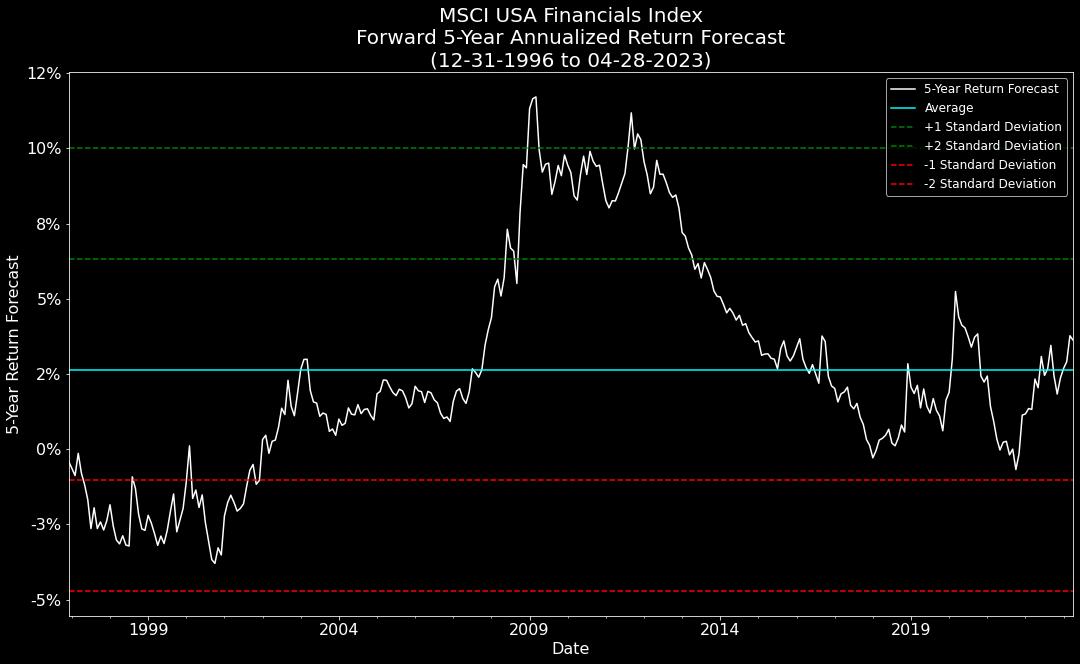 MSCI USA Financials Index
Forward 5-Year Annualized Return Forecast
(12-31-1996 to 04-28-2023)
12%
10%
8%
5%
2%
0%
-3%
-5%
5-Year Return Forecast
5-Year Return Forecast
Average
+1 Standard Deviation
+2 Standard Deviation
-1 Standard Deviation
-2 Standard Deviation
1999
2004
2009
2014
2019
Date